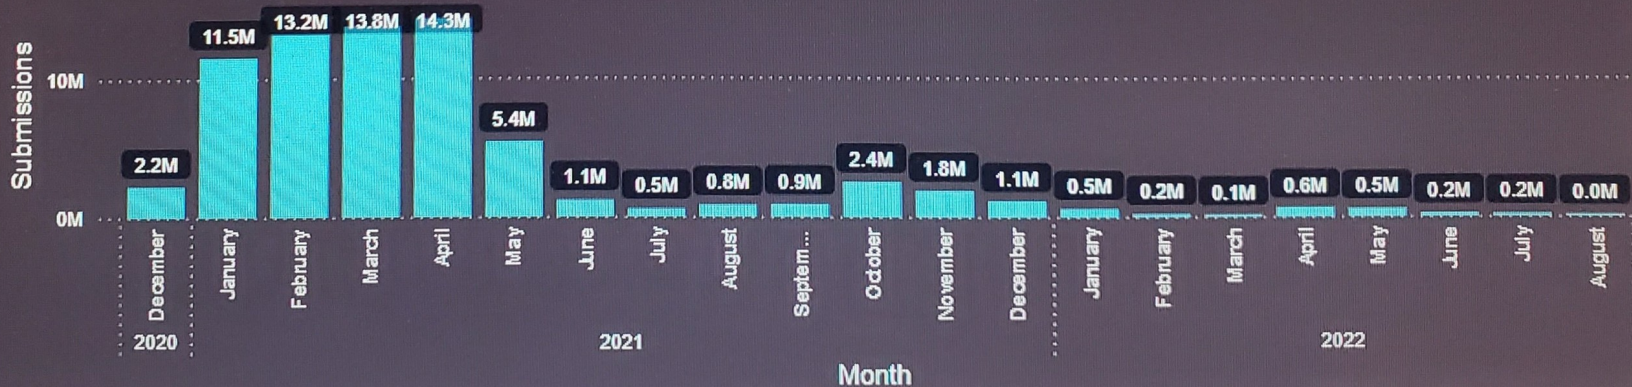 Submissions
10M
0M
2.2M
11.5M
13.2M
13.8M
14.3M
5.4M
1.1M
0.5M
0.8M
0.9M
2.4M
1.8M
1.1M
0.5M
0.2M
0.1M
0.6M
0.5M
0.2M
0.2M
0.0M
December
January
February
March
April
May
June
July
August
Septem...
October
November
December
January
February
March
April
May
June
July
August
2020
2021
2022
Month